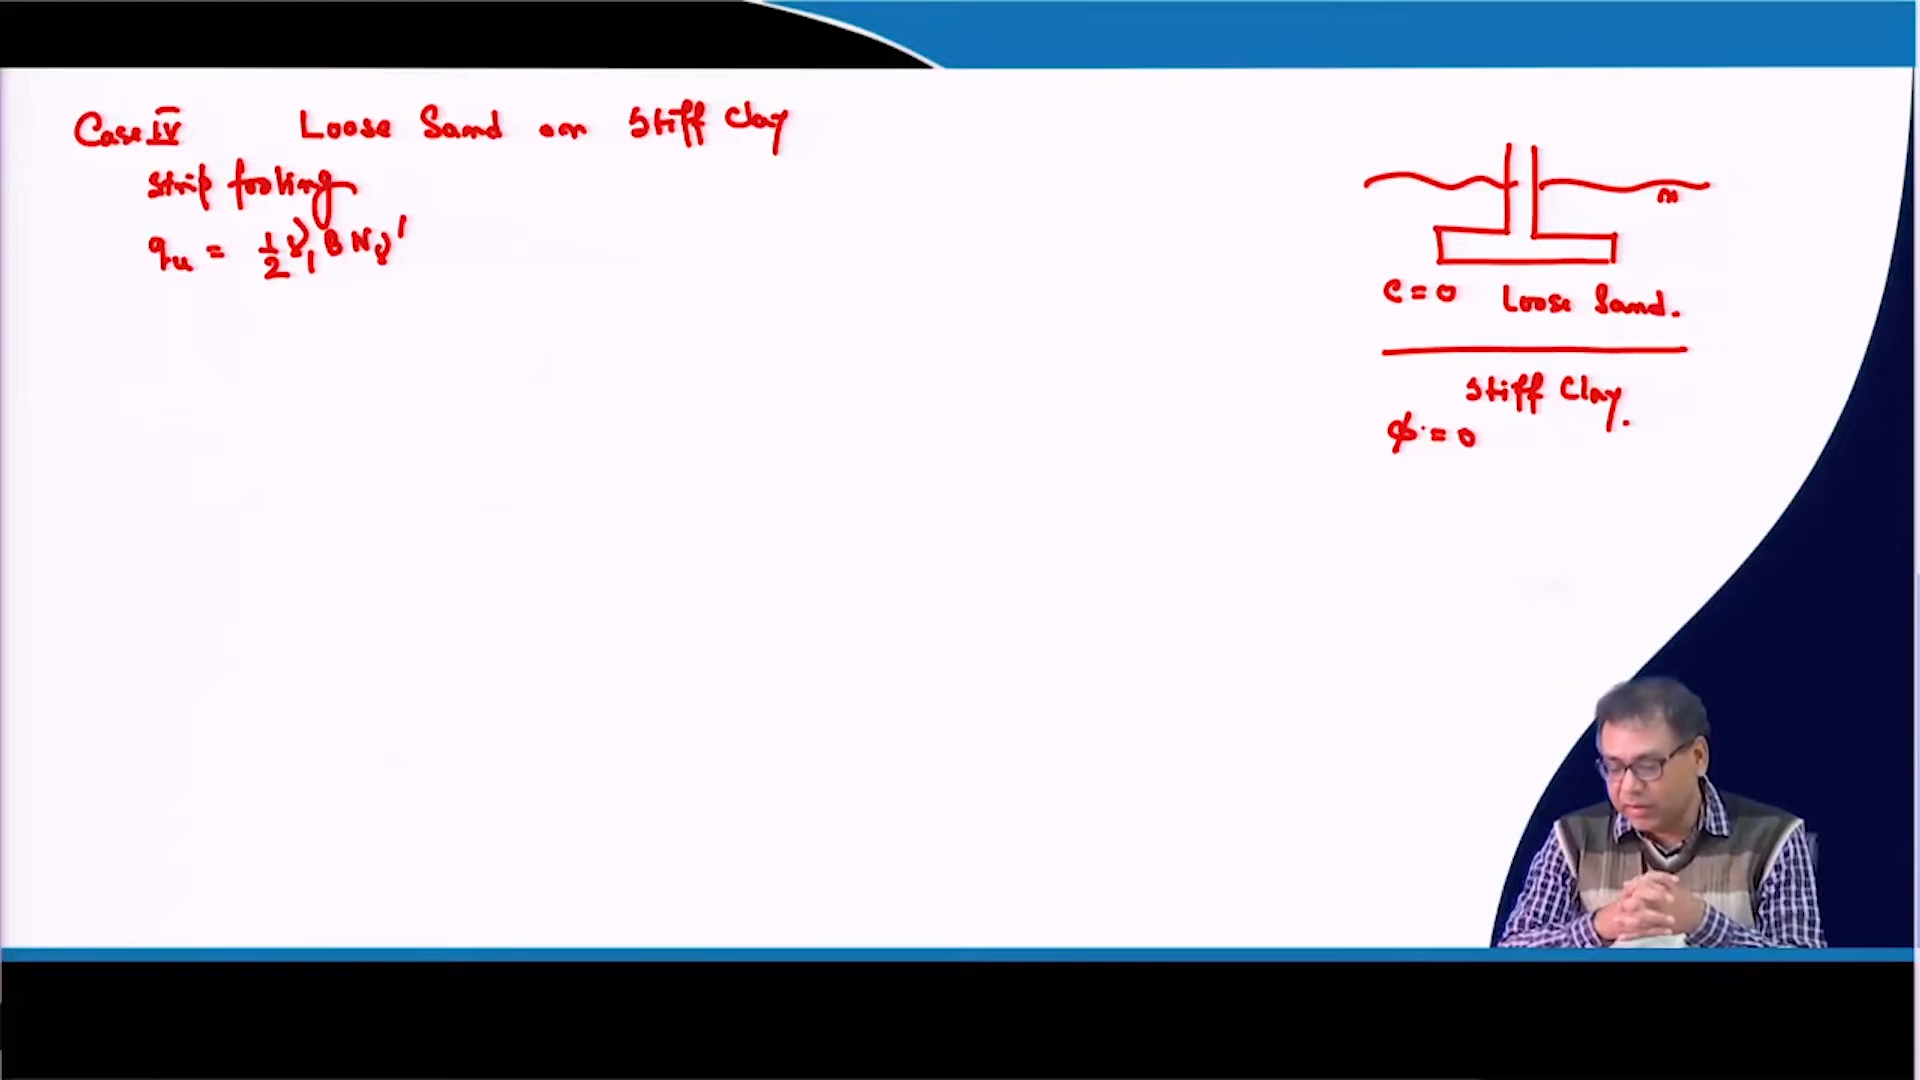 Case IV Loose Sand on Stiff Clay
Strip footing
qu = 1/2 γ1 B Nγ'
C = 0 Loose Sand.
Stiff Clay.
φ = 0